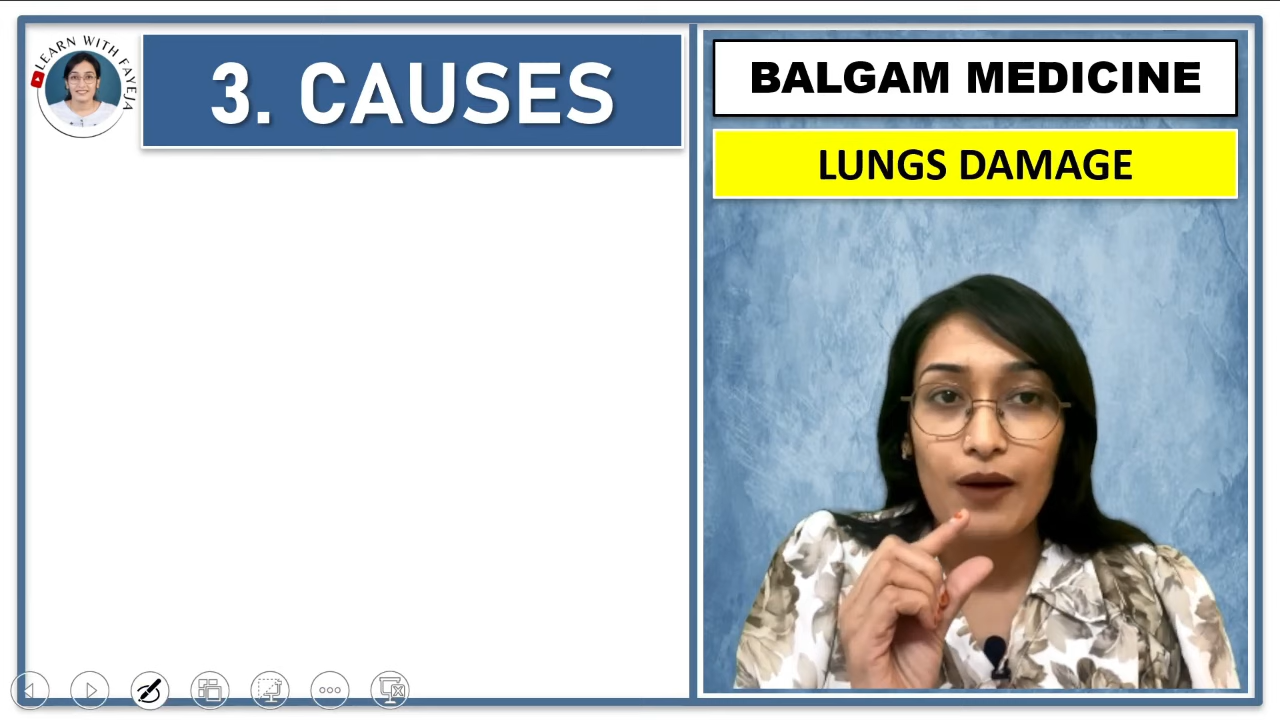 LEARN WITH FAYEJA
3. CAUSES
BALGAM MEDICINE
LUNGS DAMAGE